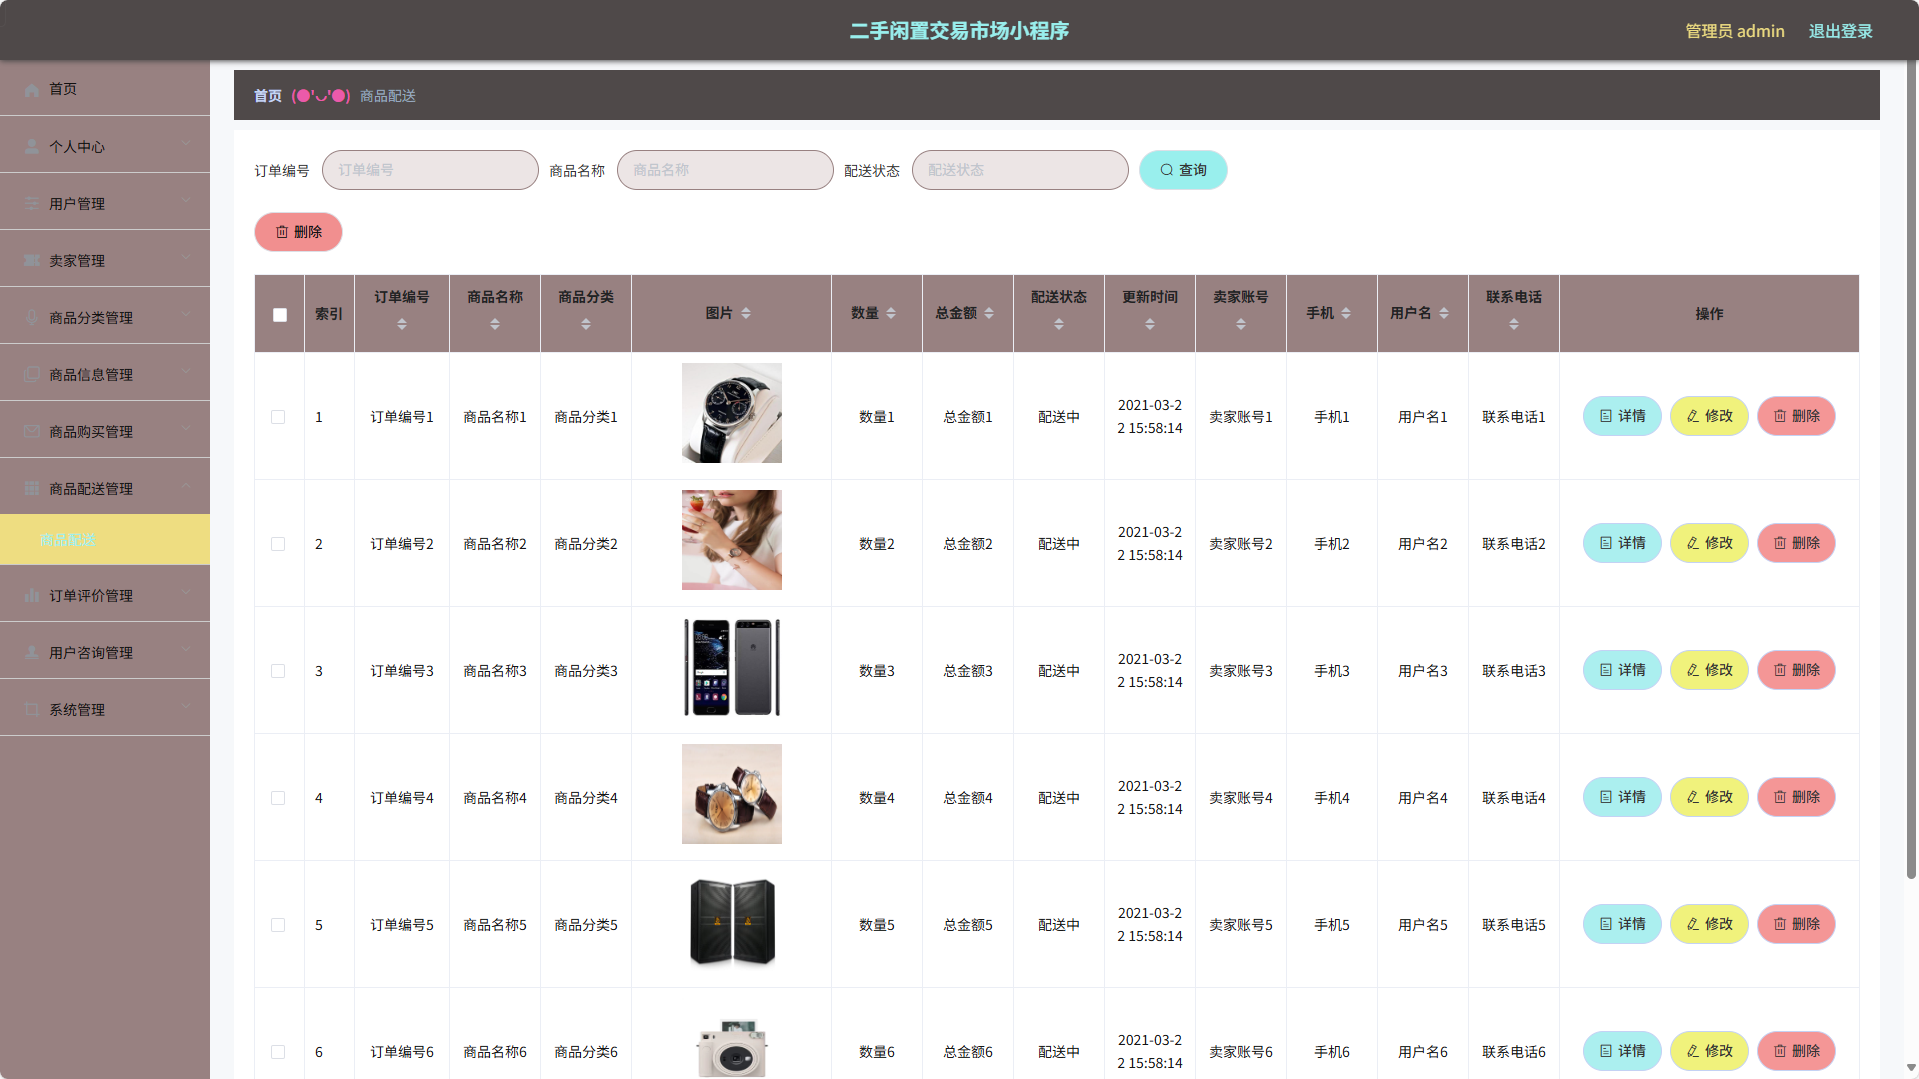 二手闲置交易市场小程序
管理员 admin
退出登录
首页
个人中心
用户管理
卖家管理
商品分类管理
商品信息管理
商品购买管理
商品配送管理
商品配送
订单评价管理
用户咨询管理
系统管理
首页 (●'◡'●) 商品配送
订单编号 订单编号 商品名称 商品名称 配送状态 配送状态 查询
删除
索引 订单编号 商品名称 商品分类 图片 数量 总金额 配送状态 更新时间 卖家账号 手机 用户名 联系电话 操作
1 订单编号1 商品名称1 商品分类1 数量1 总金额1 配送中 2021-03-2
2 15:58:14 卖家账号1 手机1 用户名1 联系电话1 详情 修改 删除
2 订单编号2 商品名称2 商品分类2 数量2 总金额2 配送中 2021-03-2
2 15:58:14 卖家账号2 手机2 用户名2 联系电话2 详情 修改 删除
3 订单编号3 商品名称3 商品分类3 数量3 总金额3 配送中 2021-03-2
2 15:58:14 卖家账号3 手机3 用户名3 联系电话3 详情 修改 删除
4 订单编号4 商品名称4 商品分类4 数量4 总金额4 配送中 2021-03-2
2 15:58:14 卖家账号4 手机4 用户名4 联系电话4 详情 修改 删除
5 订单编号5 商品名称5 商品分类5 数量5 总金额5 配送中 2021-03-2
2 15:58:14 卖家账号5 手机5 用户名5 联系电话5 详情 修改 删除
6 订单编号6 商品名称6 商品分类6 数量6 总金额6 配送中 2021-03-2
2 15:58:14 卖家账号6 手机6 用户名6 联系电话6 详情 修改 删除